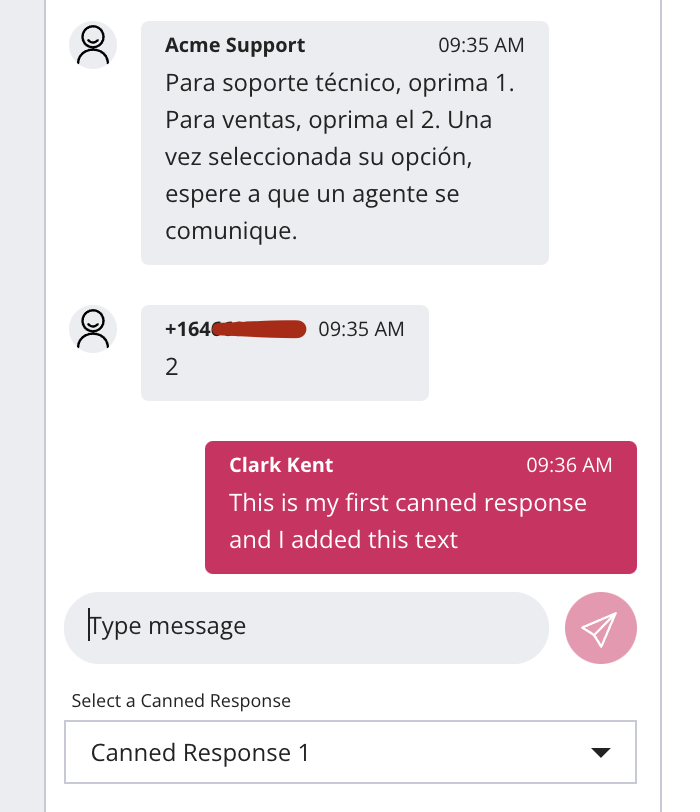 Acme Support 09:35 AM
Para soporte técnico, oprima 1.
Para ventas, oprima el 2. Una
vez seleccionada su opción,
espere a que un agente se
comunique.
+164 09:35 AM
2
Clark Kent 09:36 AM
This is my first canned response
and I added this text
Type message
Select a Canned Response
Canned Response 1